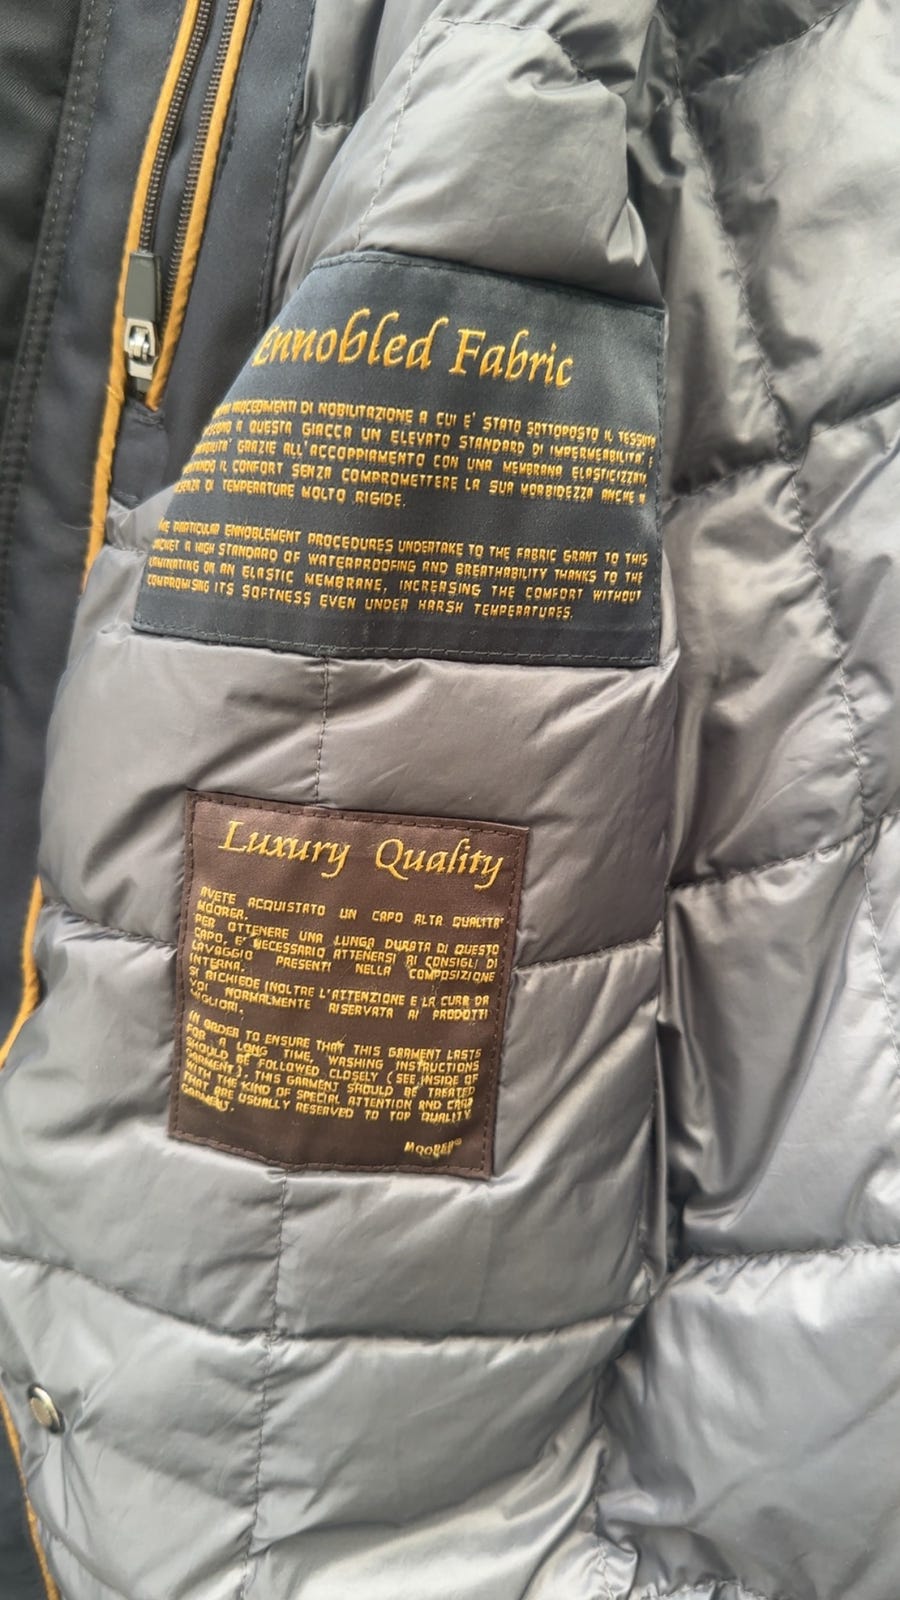 Ennobled Fabric
PROCEDIMENTI DI NOBILITAZIONE A CUI E' STATO SOTTOPOSTO IL TESSUTO
A QUESTA GIACCA UN ELEVATO STANDARD DI IMPERMEABILITA' E
GRAZIE ALL'ACCOPPIAMENTO CON UNA MEMBRANA ELASTICIZZATA
IL CONFORT SENZA COMPROMETTERE LA SUA MORBIDEZZA ANCHE IN
DI TEMPERATURE MOLTO RIGIDE.
PARTICULAR ENNOBLEMENT PROCEDURES UNDERTAKE TO THE FABRIC GRANT TO THIS
JACKET A HIGH STANDARD OF WATERPROOFING AND BREATHABILITY THANKS TO THE
LAMINATING ON AN ELASTIC MEMBRANE, INCREASING THE COMFORT WITHOUT
COMPROMISING ITS SOFTNESS EVEN UNDER HARSH TEMPERATURES.
Luxury Quality
AVETE ACQUISTATO UN CAPO ALTA QUALITA'
MOORER.
PER OTTENERE UNA LUNGA DURATA DI QUESTO
CAPO, E' NECESSARIO ATTENERSI AI CONSIGLI DI
LAVAGGIO PRESENTI NELLA COMPOSIZIONE
INTERNA.
SI RICHIEDE INOLTRE L'ATTENZIONE E LA CURA DA
VOI NORMALMENTE RISERVATA AI PRODOTTI
MIGLIORI.
IN ORDER TO ENSURE THAT THIS GARMENT LASTS
FOR A LONG TIME, WASHING INSTRUCTIONS
SHOULD BE FOLLOWED CLOSELY (SEE INSIDE OF
GARMENT). THIS GARMENT SHOULD BE TREATED
WITH THE KIND OF SPECIAL ATTENTION AND CARE
THAT ARE USUALLY RESERVED TO TOP QUALITY
GARMENT.
MOORER®